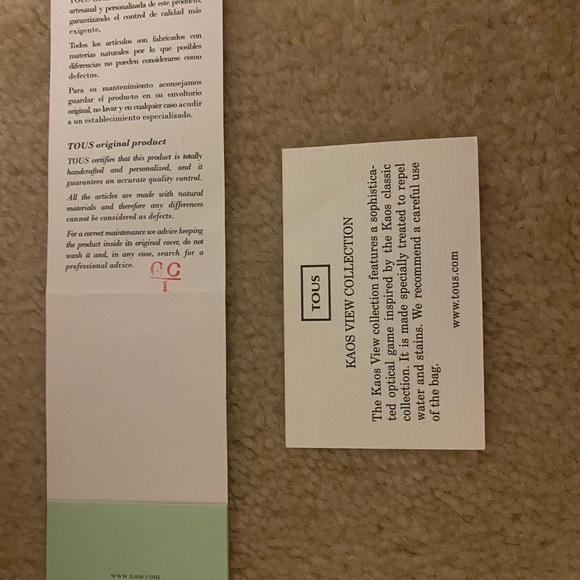 TOUS
artesanal y personalizada de este producto,
garantizando el control de calidad más
exigente.
Todos los artículos son fabricados con
materias naturales por lo que posibles
diferencias no pueden considerarse como
defectos.
Para su mantenimiento aconsejamos
guardar el producto en su envoltorio
original, no lavar y en cualquier caso acudir
a un establecimiento especializado.
TOUS original product
TOUS certifies that this product is totally
handcrafted and personalized, and it
guarantees an accurate quality control.
All the articles are made with natural
materials and therefore any differences
cannot be considered as defects.
For a correct maintenance we advice keeping
the product inside its original cover, do not
wash it and, in any case, search for a
professional advice.
www.tous.com
TOUS
KAOS VIEW COLLECTION
The Kaos View collection features a sophistica-
ted optical game inspired by the Kaos classic
collection. It is made specially treated to repel
water and stains. We recommend a careful use
of the bag.
www.tous.com